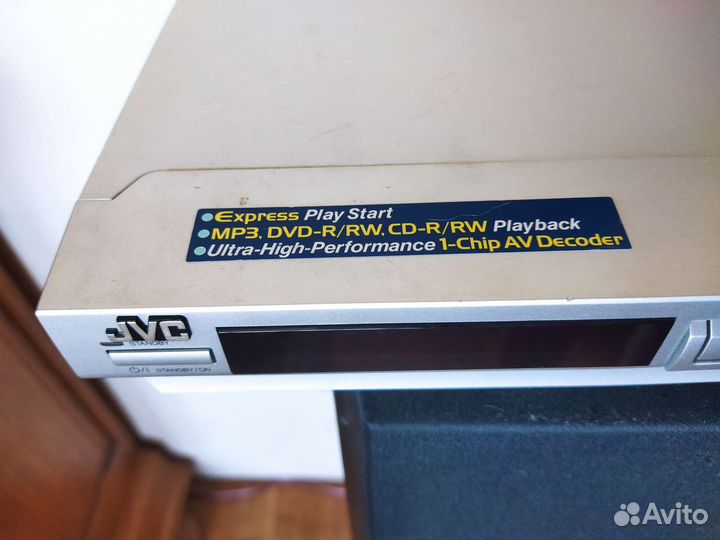 •Express Play Start
•MP3, DVD-R/RW, CD-R/RW Playback
•Ultra-High-Performance 1-Chip AV Decoder
JVC
STANDBY
⏻/I STANDBY/ON
Avito